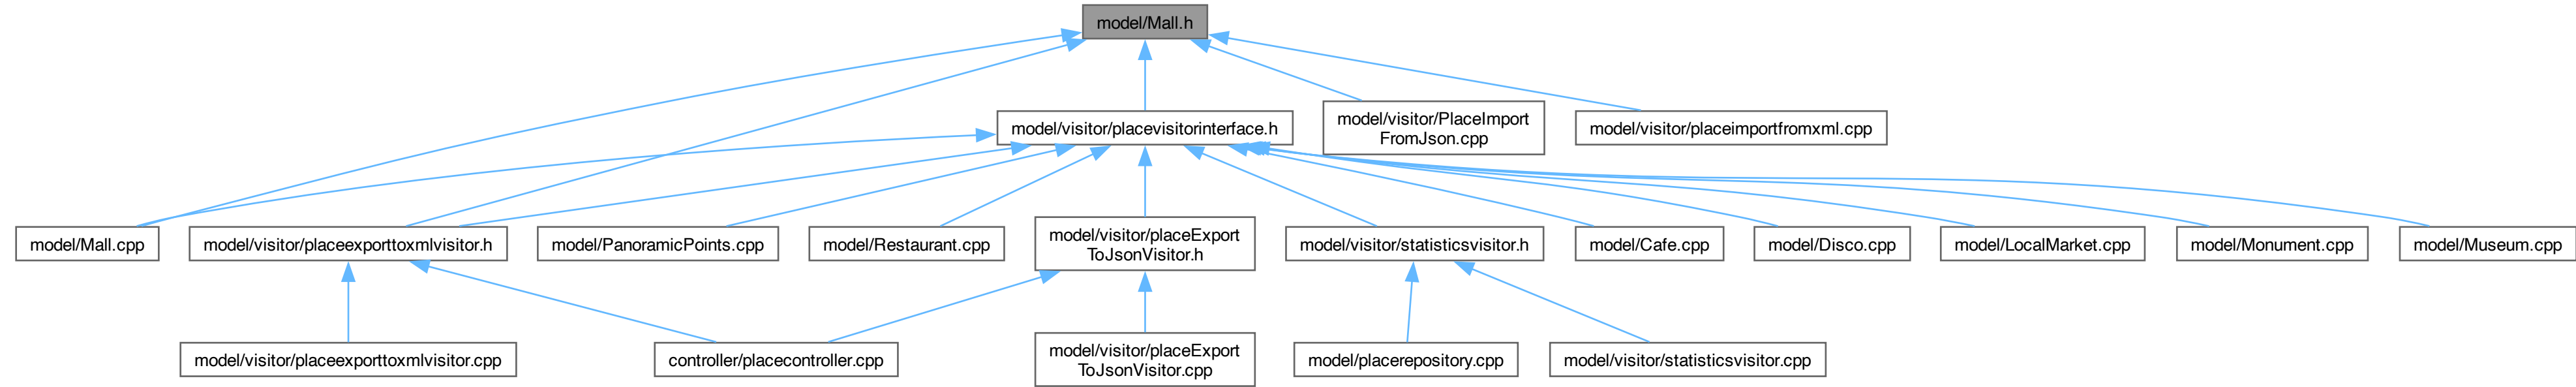 model/Mall.h
model/visitor/placevisitorinterface.h
model/visitor/PlaceImport
FromJson.cpp
model/visitor/placeimportfromxml.cpp
model/Mall.cpp
model/visitor/placeexporttoxmlvisitor.h
model/PanoramicPoints.cpp
model/Restaurant.cpp
model/visitor/placeExport
ToJsonVisitor.h
model/visitor/statisticsvisitor.h
model/Cafe.cpp
model/Disco.cpp
model/LocalMarket.cpp
model/Monument.cpp
model/Museum.cpp
model/visitor/placeexporttoxmlvisitor.cpp
controller/placecontroller.cpp
model/visitor/placeExport
ToJsonVisitor.cpp
model/placerepository.cpp
model/visitor/statisticsvisitor.cpp